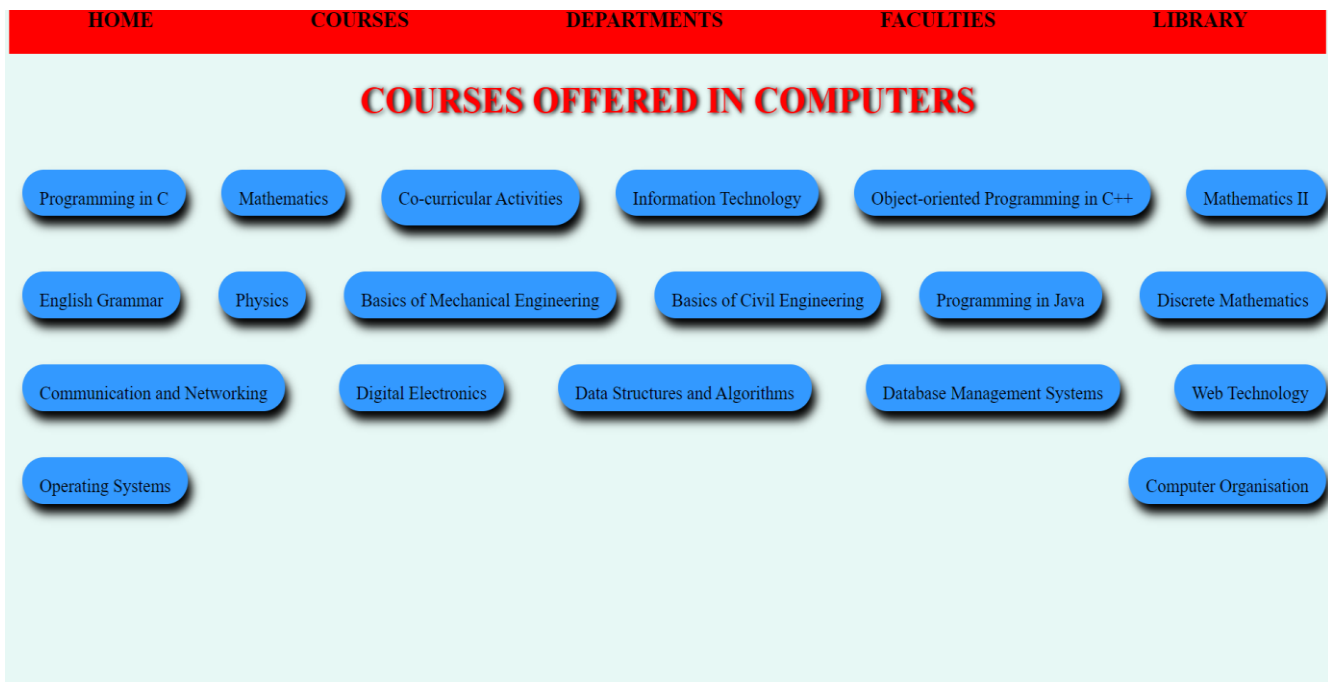 HOME COURSES DEPARTMENTS FACULTIES LIBRARY
COURSES OFFERED IN COMPUTERS
Programming in C Mathematics Co-curricular Activities Information Technology Object-oriented Programming in C++ Mathematics II
English Grammar Physics Basics of Mechanical Engineering Basics of Civil Engineering Programming in Java Discrete Mathematics
Communication and Networking Digital Electronics Data Structures and Algorithms Database Management Systems Web Technology
Operating Systems Computer Organisation